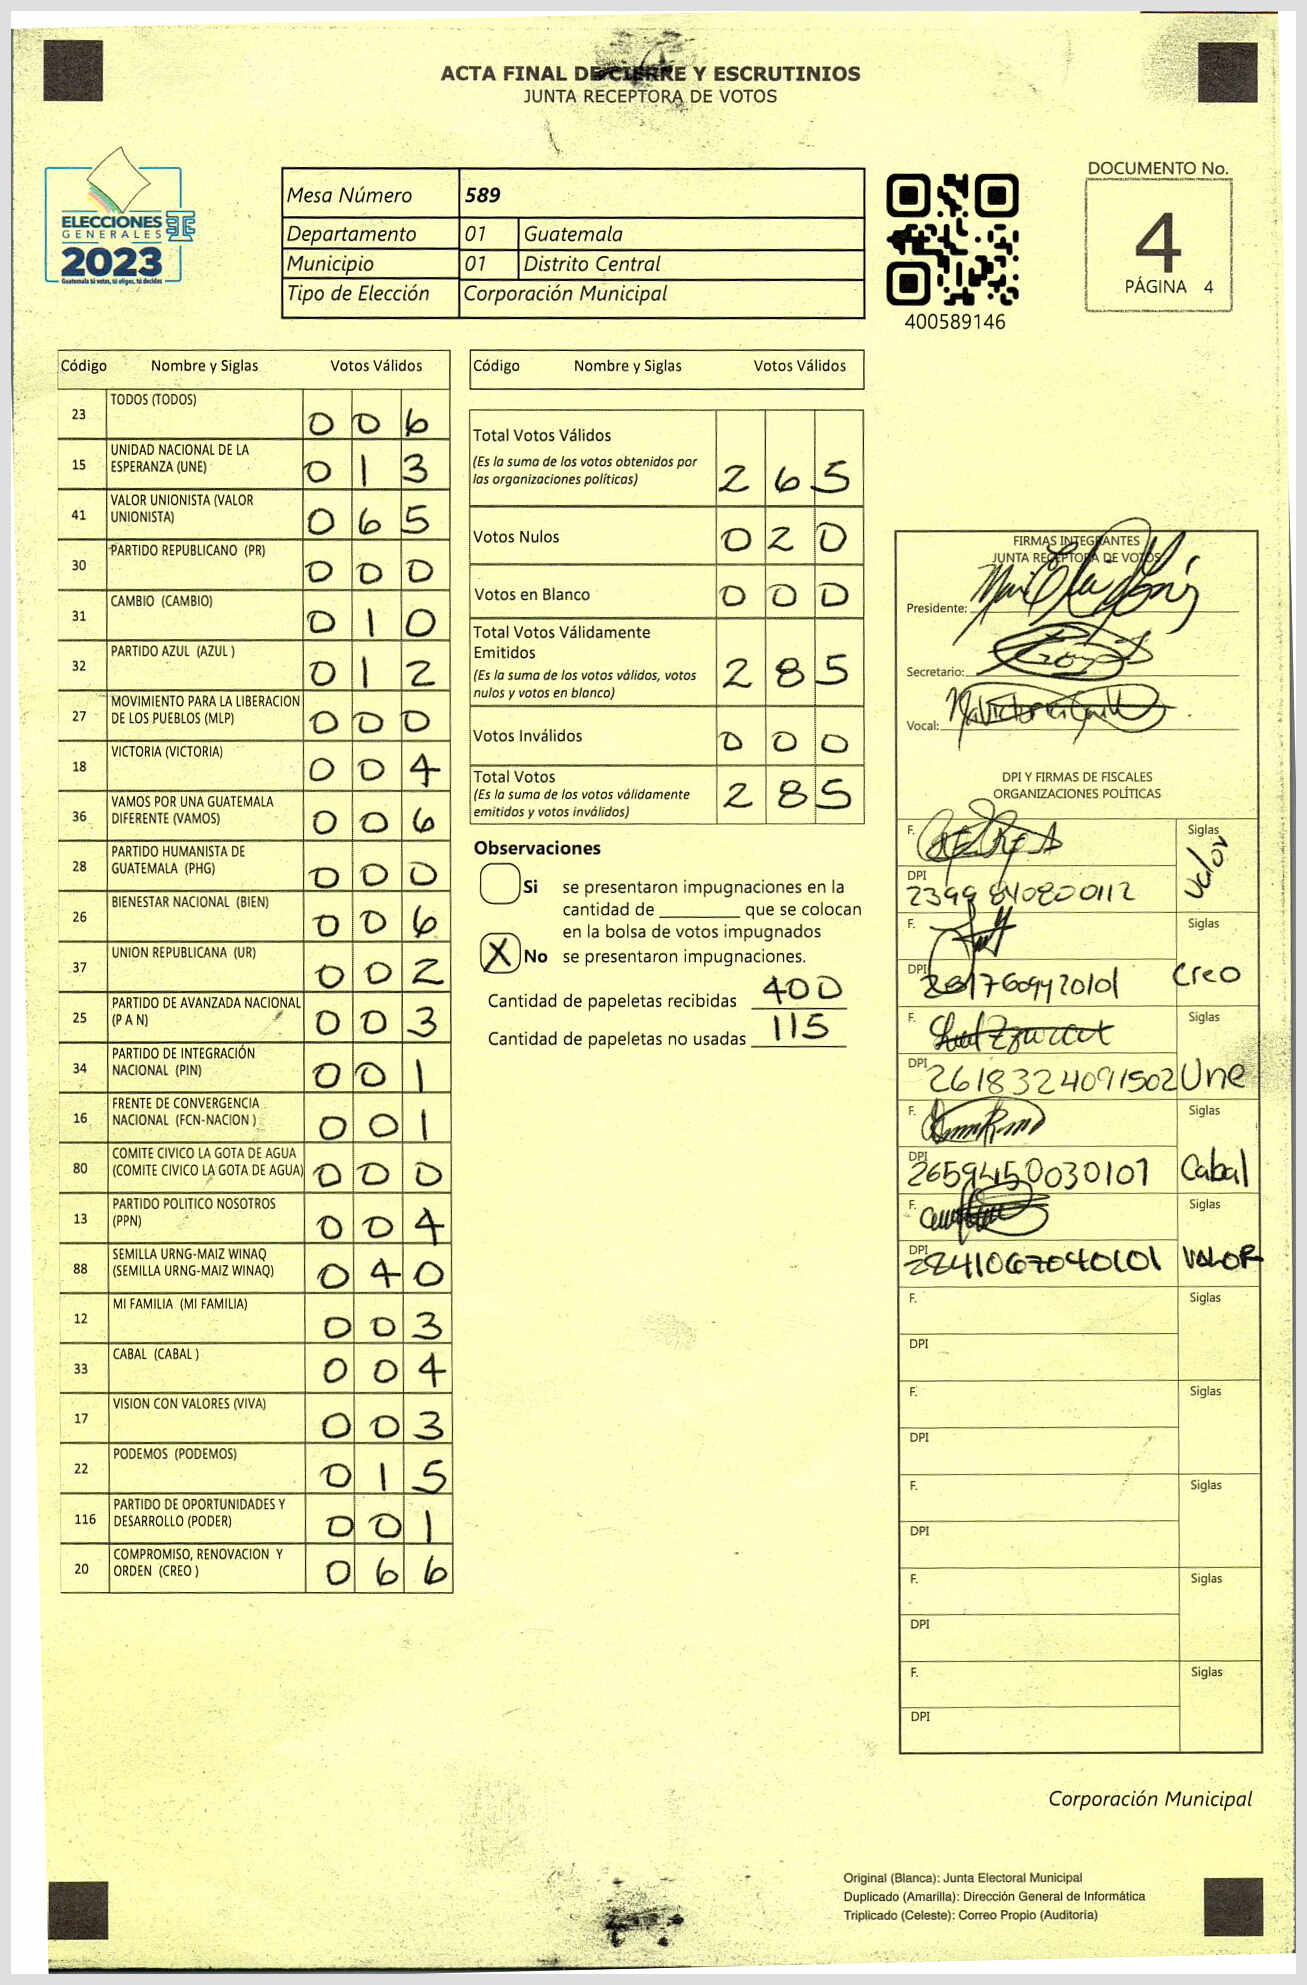 ACTA FINAL DE CIERRE Y ESCRUTINIOS
JUNTA RECEPTORA DE VOTOS
ELECCIONES
GENERALES
2023
Guatemala tú votas, tú eliges, tú decides
Mesa Número 589
Departamento 01 Guatemala
Municipio 01 Distrito Central
Tipo de Elección Corporación Municipal
400589146
DOCUMENTO No.
4
PÁGINA 4
Código Nombre y Siglas Votos Válidos
23 TODOS (TODOS) 0 0 6
15 UNIDAD NACIONAL DE LA ESPERANZA (UNE) 0 1 3
41 VALOR UNIONISTA (VALOR UNIONISTA) 0 6 5
30 PARTIDO REPUBLICANO (PR) 0 0 0
31 CAMBIO (CAMBIO) 0 1 0
32 PARTIDO AZUL (AZUL ) 0 1 2
27 MOVIMIENTO PARA LA LIBERACION DE LOS PUEBLOS (MLP) 0 0 0
18 VICTORIA (VICTORIA) 0 0 4
36 VAMOS POR UNA GUATEMALA DIFERENTE (VAMOS) 0 0 6
28 PARTIDO HUMANISTA DE GUATEMALA (PHG) 0 0 0
26 BIENESTAR NACIONAL (BIEN) 0 0 6
37 UNION REPUBLICANA (UR) 0 0 2
25 PARTIDO DE AVANZADA NACIONAL (P A N) 0 0 3
34 PARTIDO DE INTEGRACIÓN NACIONAL (PIN) 0 0 1
16 FRENTE DE CONVERGENCIA NACIONAL (FCN-NACION ) 0 0 1
80 COMITE CIVICO LA GOTA DE AGUA (COMITE CIVICO LA GOTA DE AGUA) 0 0 0
13 PARTIDO POLITICO NOSOTROS (PPN) 0 0 4
88 SEMILLA URNG-MAIZ WINAQ (SEMILLA URNG-MAIZ WINAQ) 0 4 0
12 MI FAMILIA (MI FAMILIA) 0 0 3
33 CABAL (CABAL ) 0 0 4
17 VISION CON VALORES (VIVA) 0 0 3
22 PODEMOS (PODEMOS) 0 1 5
116 PARTIDO DE OPORTUNIDADES Y DESARROLLO (PODER) 0 0 1
20 COMPROMISO, RENOVACION Y ORDEN (CREO ) 0 6 6
Código Nombre y Siglas Votos Válidos
Total Votos Válidos 2 6 5
(Es la suma de los votos obtenidos por
las organizaciones políticas)
Votos Nulos 0 2 0
Votos en Blanco 0 0 0
Total Votos Válidamente
Emitidos 2 8 5
(Es la suma de los votos válidos, votos
nulos y votos en blanco)
Votos Inválidos 0 0 0
Total Votos 2 8 5
(Es la suma de los votos válidamente
emitidos y votos inválidos)
Observaciones
Si se presentaron impugnaciones en la
cantidad de ________ que se colocan
en la bolsa de votos impugnados
X No se presentaron impugnaciones.
Cantidad de papeletas recibidas 400
Cantidad de papeletas no usadas 115
FIRMAS INTEGRANTES
JUNTA RECEPTORA DE VOTOS
Presidente:
Secretario:
Vocal:
DPI Y FIRMAS DE FISCALES
ORGANIZACIONES POLÍTICAS
F. Siglas
Valor
DPI 2399 840800112
F. Siglas
DPI Creo
F. Siglas
DPI 2618324091502 Une
F. Siglas
DPI 2659450030101 Cabal
F. Siglas
DPI 2841067040101 VALOR
F. Siglas
DPI
F. Siglas
DPI
F. Siglas
DPI
F. Siglas
DPI
F. Siglas
DPI
Corporación Municipal
Original (Blanca): Junta Electoral Municipal
Duplicado (Amarilla): Dirección General de Informática
Triplicado (Celeste): Correo Propio (Auditoría)